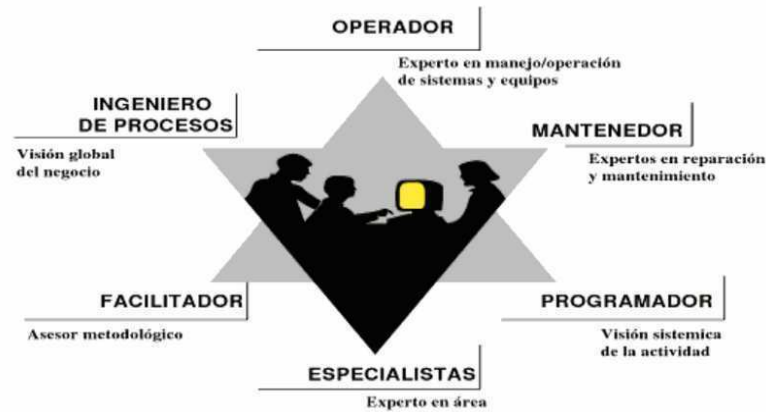 OPERADOR
Experto en manejo/operación
de sistemas y equipos
INGENIERO
DE PROCESOS
Visión global
del negocio
MANTENEDOR
Expertos en reparación
y mantenimiento
FACILITADOR
Asesor metodológico
PROGRAMADOR
Visión sistemica
de la actividad
ESPECIALISTAS
Experto en área